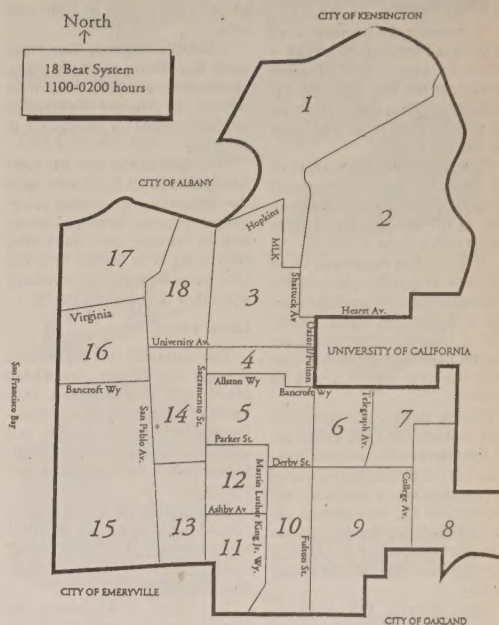 CITY OF KENSINGTON
North
18 Beat System
1100-0200 hours
1
CITY OF ALBANY
2
Hopkins
MLK
17
18
3
Shattuck Av
Hearst Av.
Virginia
Oxford/Fulton
University Av.
UNIVERSITY OF CALIFORNIA
16
4
San Francisco Bay
Sacramento St.
Allston Wy
Bancroft Wy
Bancroft Wy
Telegraph Av.
San Pablo Av.
14
5
6
7
Parker St.
Derby St.
12
Martin Luther King Jr. Wy.
College Av.
15
13
Ashby Av
10
9
8
11
Fulton St.
CITY OF EMERYVILLE
CITY OF OAKLAND